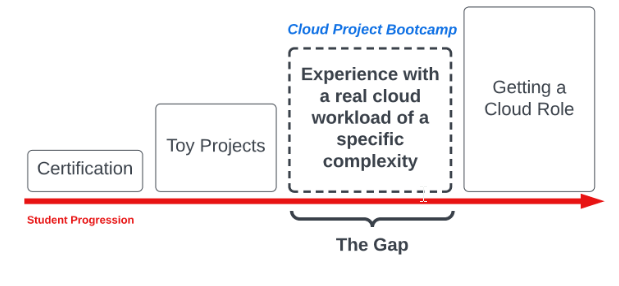 Cloud Project Bootcamp
Certification
Toy Projects
Experience with
a real cloud
workload of a
specific
complexity
Getting a
Cloud Role
Student Progression
The Gap